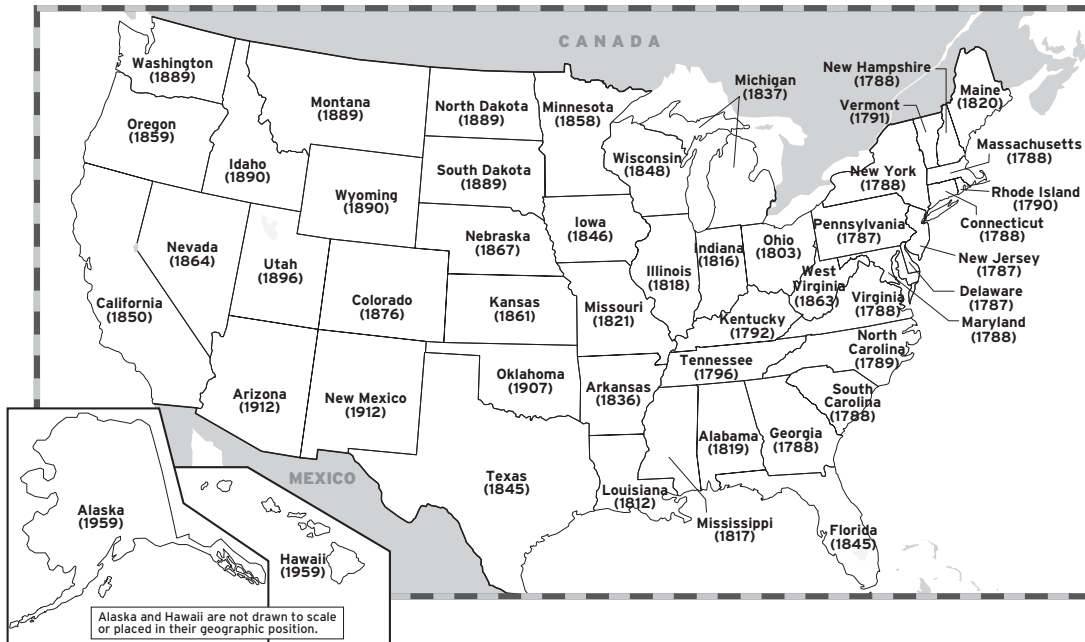 CANADA
Washington
(1889)
Montana
(1889)
North Dakota
(1889)
Minnesota
(1858)
Michigan
(1837)
New Hampshire
(1788)
Vermont
(1791)
Maine
(1820)
Oregon
(1859)
Idaho
(1890)
Wyoming
(1890)
South Dakota
(1889)
Wisconsin
(1848)
New York
(1788)
Massachusetts
(1788)
Rhode Island
(1790)
Connecticut
(1788)
Nevada
(1864)
Utah
(1896)
Nebraska
(1867)
Iowa
(1846)
Illinois
(1818)
Indiana
(1816)
Ohio
(1803)
Pennsylvania
(1787)
New Jersey
(1787)
Delaware
(1787)
Maryland
(1788)
California
(1850)
Colorado
(1876)
Kansas
(1861)
Missouri
(1821)
Kentucky
(1792)
West
Virginia
(1863)
Virginia
(1788)
North
Carolina
(1789)
Arizona
(1912)
New Mexico
(1912)
Oklahoma
(1907)
Arkansas
(1836)
Tennessee
(1796)
South
Carolina
(1788)
MEXICO
Texas
(1845)
Louisiana
(1812)
Mississippi
(1817)
Alabama
(1819)
Georgia
(1788)
Florida
(1845)
Alaska
(1959)
Hawaii
(1959)
Alaska and Hawaii are not drawn to scale
or placed in their geographic position.